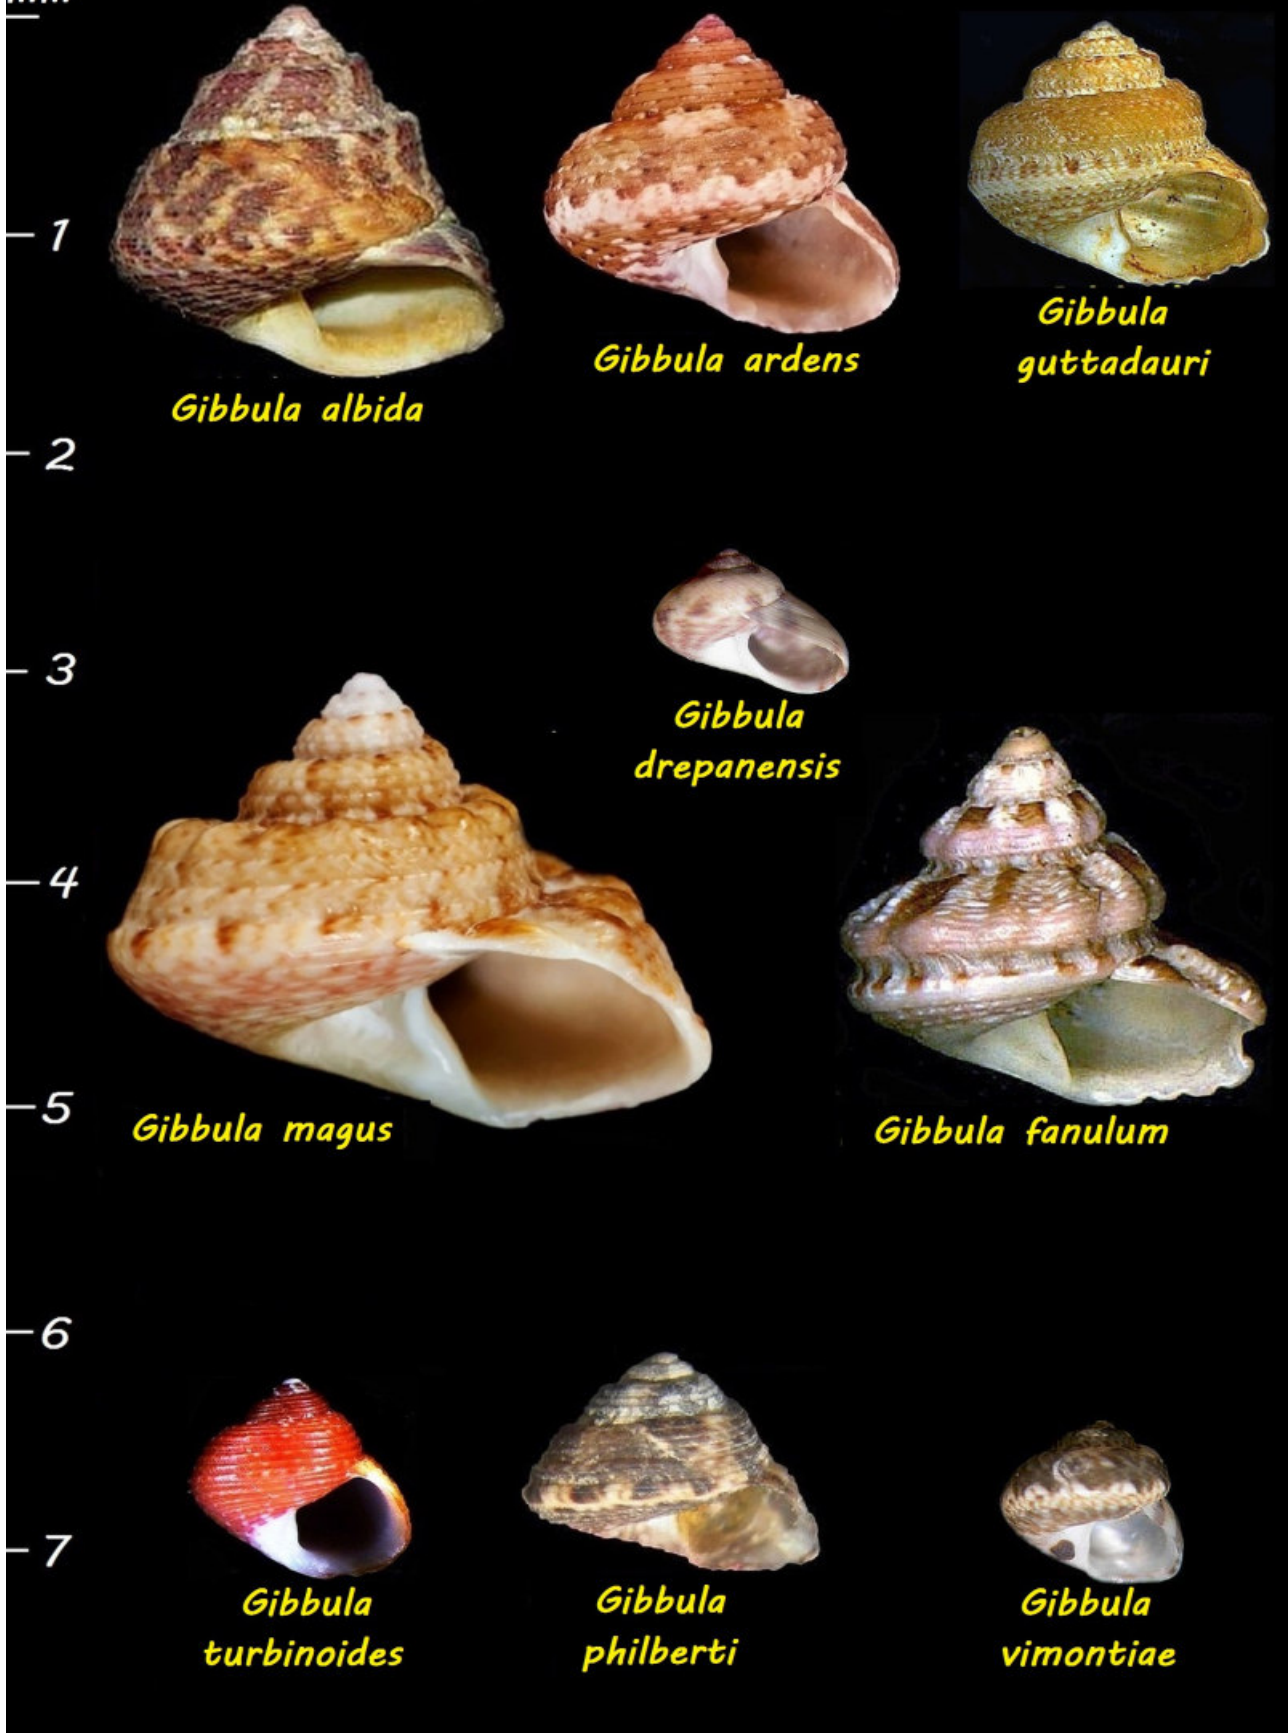 1
Gibbula
guttadauri
Gibbula ardens
Gibbula albida
2
3
Gibbula
drepanensis
4
5
Gibbula magus
Gibbula fanulum
6
7
Gibbula
turbinoides
Gibbula
philberti
Gibbula
vimontiae